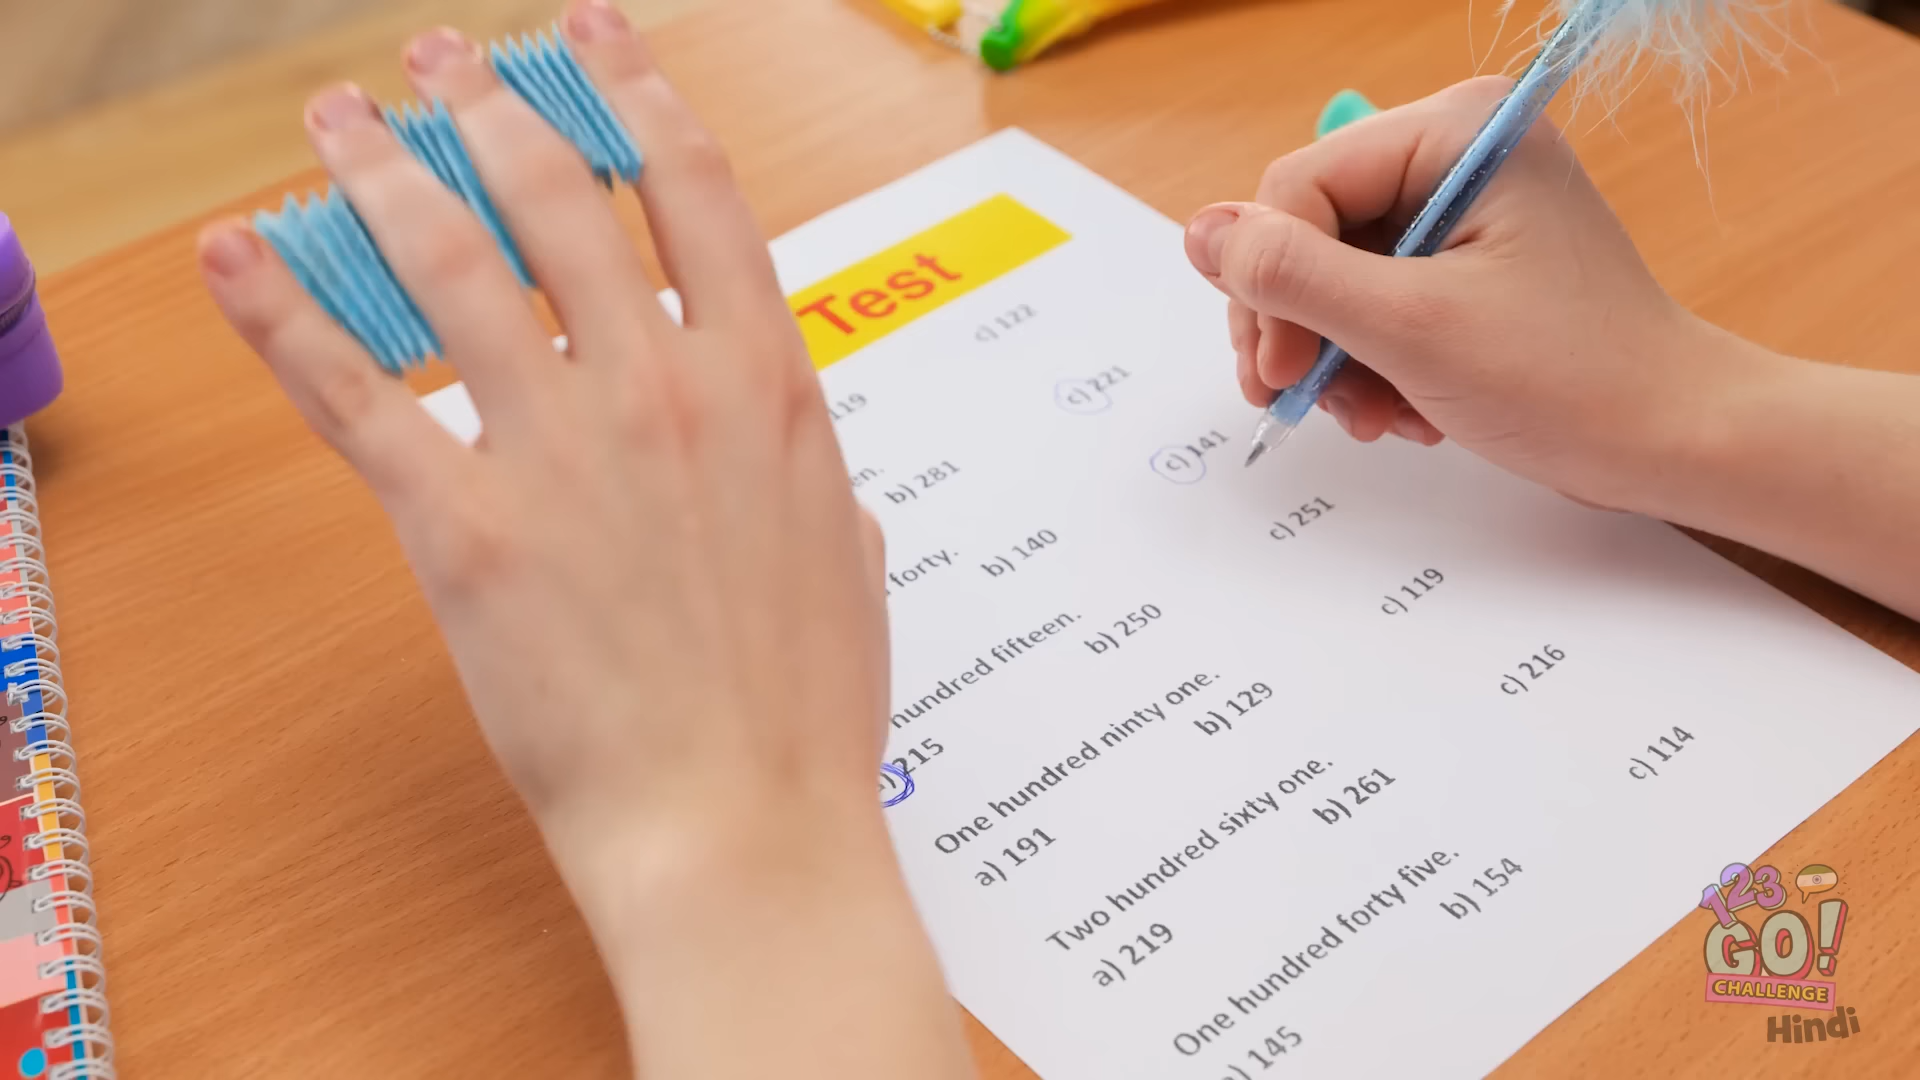 Test
c) 122
119
c) 221
en.
b) 281
c) 141
forty.
b) 140
c) 251
hundred fifteen.
215
b) 250
c) 119
One hundred ninty one.
a) 191
b) 129
c) 216
Two hundred sixty one.
a) 219
b) 261
c) 114
One hundred forty five.
145
b) 154
123
GO!
CHALLENGE
Hindi